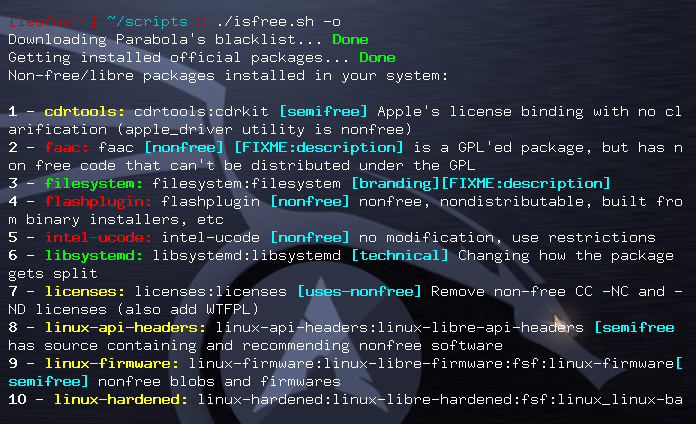 ~/scripts :: ./isfree.sh -o
Downloading Parabola's blacklist... Done
Getting installed official packages... Done
Non-free/libre packages installed in your system:
1 - cdrtools: cdrtools:cdrkit [semifree] Apple's license binding with no cl
arification (apple_driver utility is nonfree)
2 - faac: faac [nonfree] [FIXME:description] is a GPL'ed package, but has n
on free code that can't be distributed under the GPL
3 - filesystem: filesystem:filesystem [branding][FIXME:description]
4 - flashplugin: flashplugin [nonfree] nonfree, nondistributable, built fro
m binary installers, etc
5 - intel-ucode: intel-ucode [nonfree] no modification, use restrictions
6 - libsystemd: libsystemd:libsystemd [technical] Changing how the package
gets split
7 - licenses: licenses:licenses [uses-nonfree] Remove non-free CC -NC and -
ND licenses (also add WTFPL)
8 - linux-api-headers: linux-api-headers:linux-libre-api-headers [semifree
has source containing and recommending nonfree software
9 - linux-firmware: linux-firmware:linux-libre-firmware:fsf:linux-firmware[
semifree] nonfree blobs and firmwares
10 - linux-hardened: linux-hardened:linux-libre-hardened:fsf:linux_linux-ba